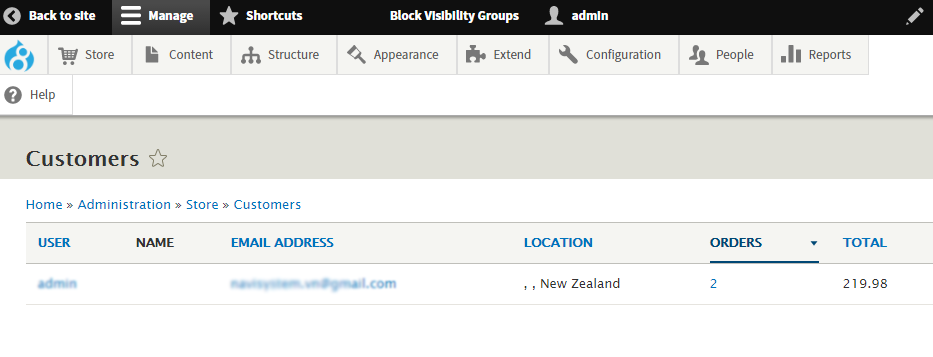 Back to site Manage Shortcuts Block Visibility Groups admin
Store Content Structure Appearance Extend Configuration People Reports
Help
Customers
Home » Administration » Store » Customers
USER NAME EMAIL ADDRESS LOCATION ORDERS TOTAL
admin , , New Zealand 2 219.98